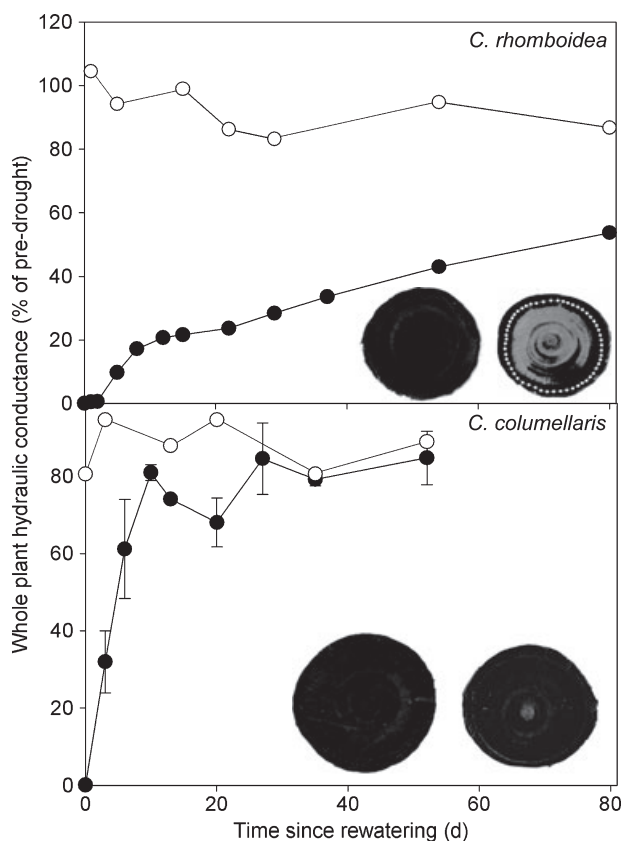 120
C. rhomboidea
100
80
60
40
20
0
Whole plant hydraulic conductance (% of pre-drought)
C. columellaris
80
60
40
20
0
0 20 40 60 80
Time since rewatering (d)